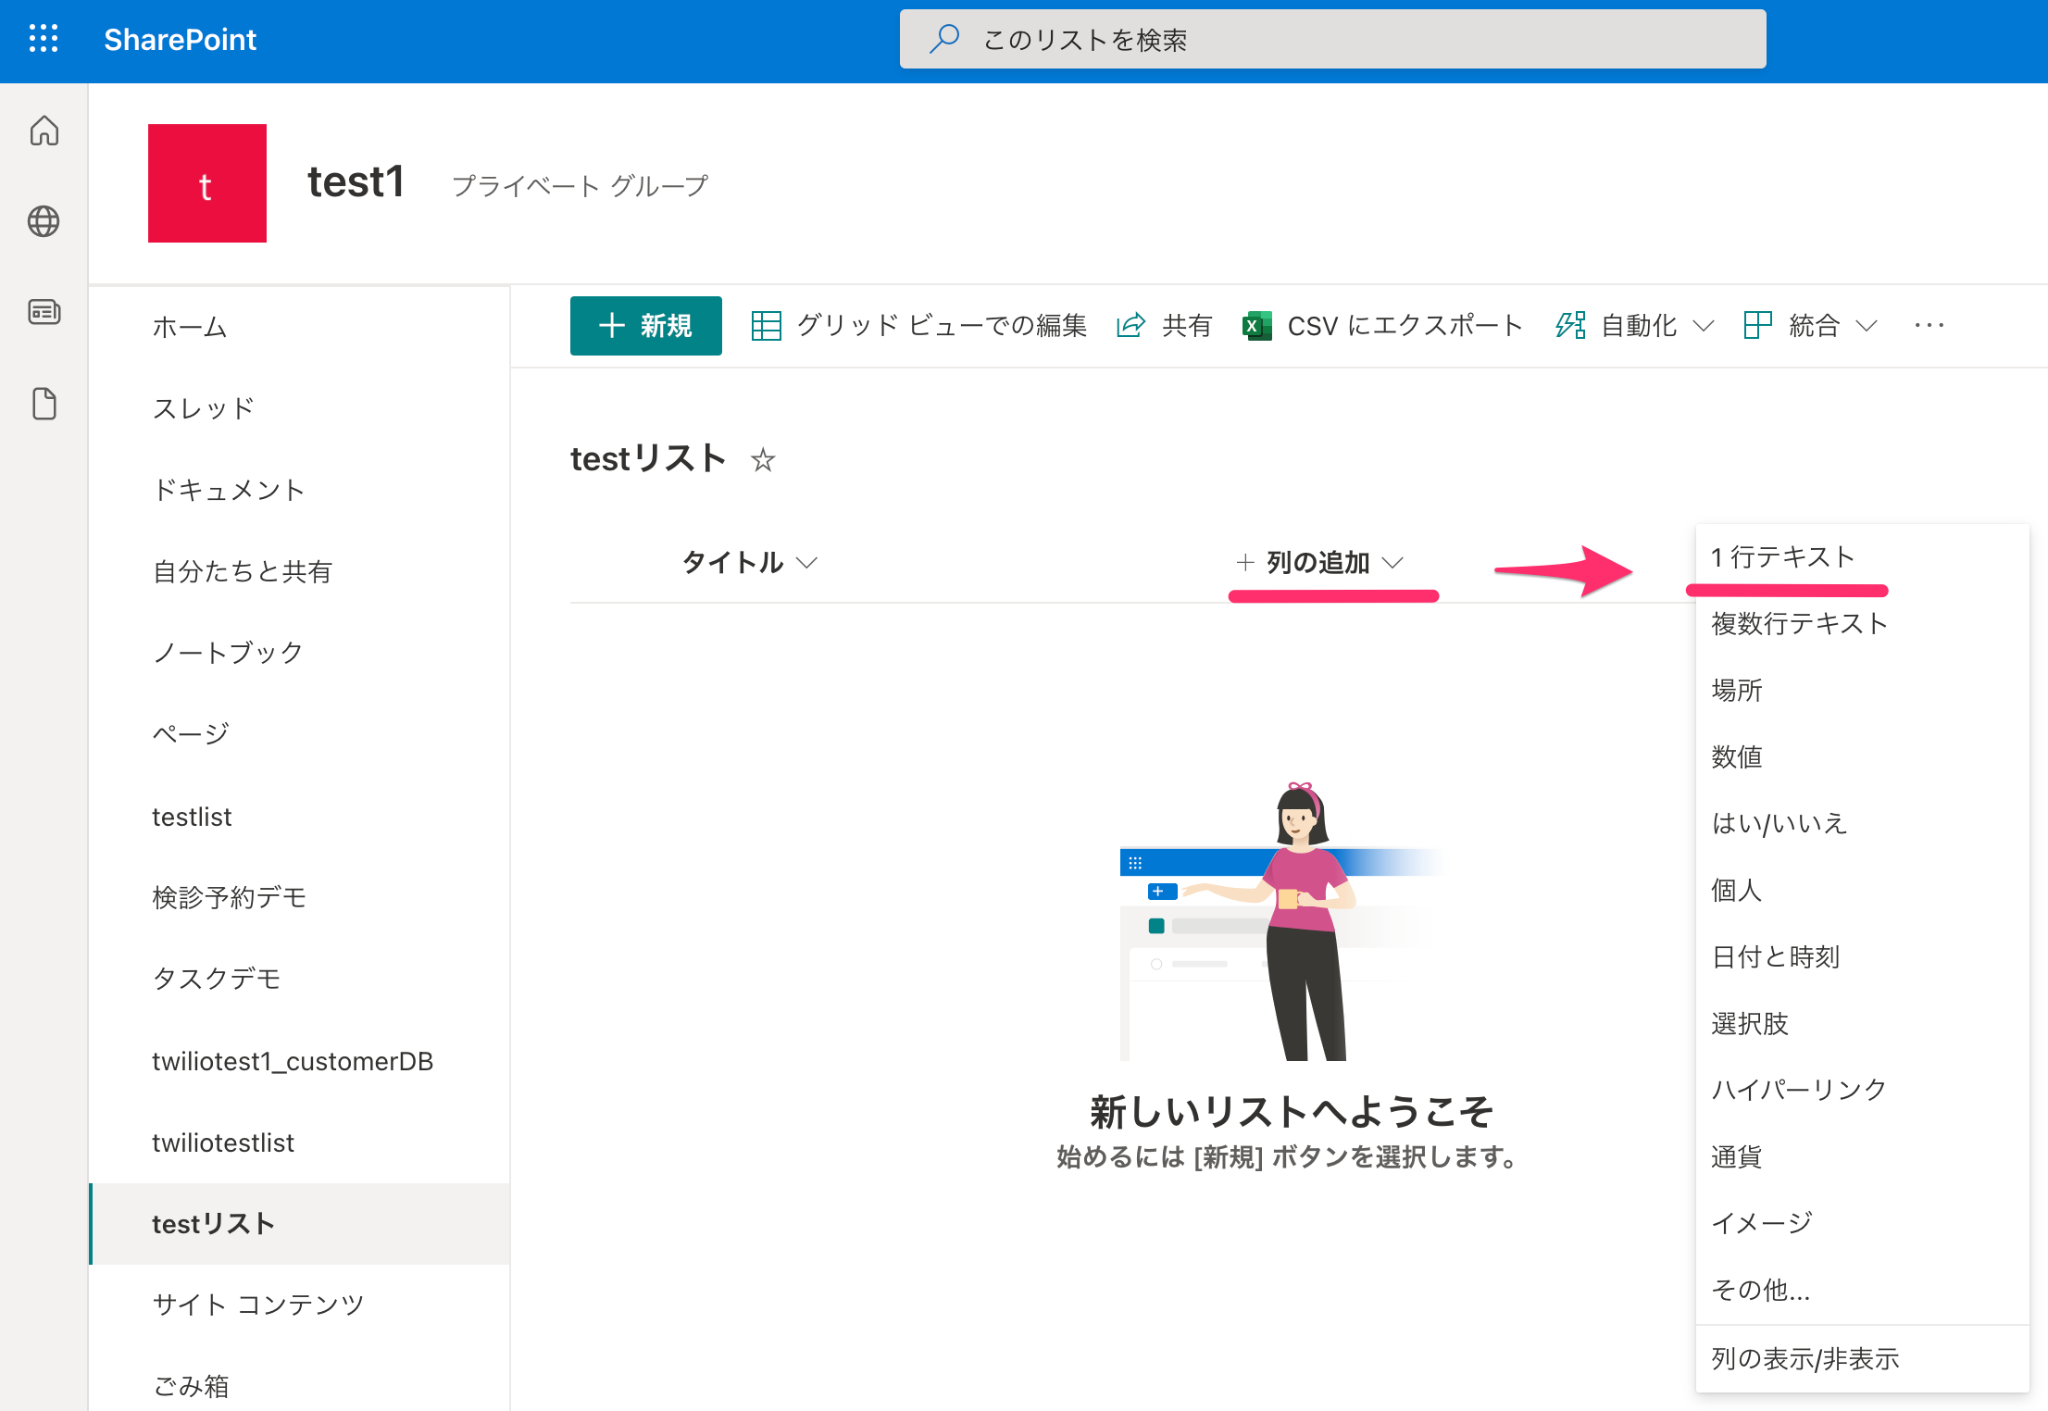 SharePoint
このリストを検索
t
test1
プライベート グループ
ホーム
スレッド
ドキュメント
自分たちと共有
ノートブック
ページ
testlist
検診予約デモ
タスクデモ
twiliotest1_customerDB
twiliotestlist
testリスト
サイト コンテンツ
ごみ箱
新規
グリッド ビューでの編集
共有
CSV にエクスポート
自動化
統合
testリスト
タイトル
列の追加
1 行テキスト
複数行テキスト
場所
数値
はい/いいえ
個人
日付と時刻
選択肢
ハイパーリンク
通貨
イメージ
その他...
列の表示/非表示
新しいリストへようこそ
始めるには [新規] ボタンを選択します。